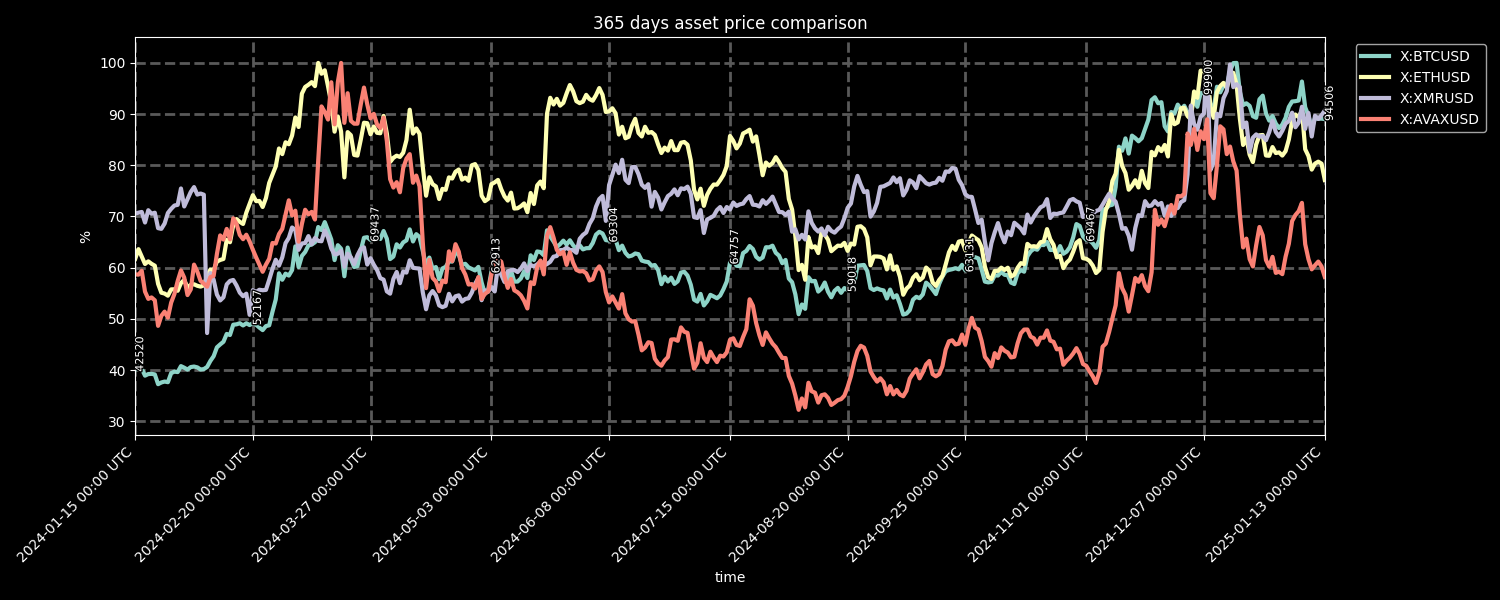 365 days asset price comparison
X:BTCUSD
X:ETHUSD
X:XMRUSD
X:AVAXUSD
%
100
90
80
70
60
50
40
30
42520
52167
69437
62913
69304
64757
59018
63131
69467
99900
94506
2024-01-15 00:00 UTC
2024-02-20 00:00 UTC
2024-03-27 00:00 UTC
2024-05-03 00:00 UTC
2024-06-08 00:00 UTC
2024-07-15 00:00 UTC
2024-08-20 00:00 UTC
2024-09-25 00:00 UTC
2024-11-01 00:00 UTC
2024-12-07 00:00 UTC
2025-01-13 00:00 UTC
time